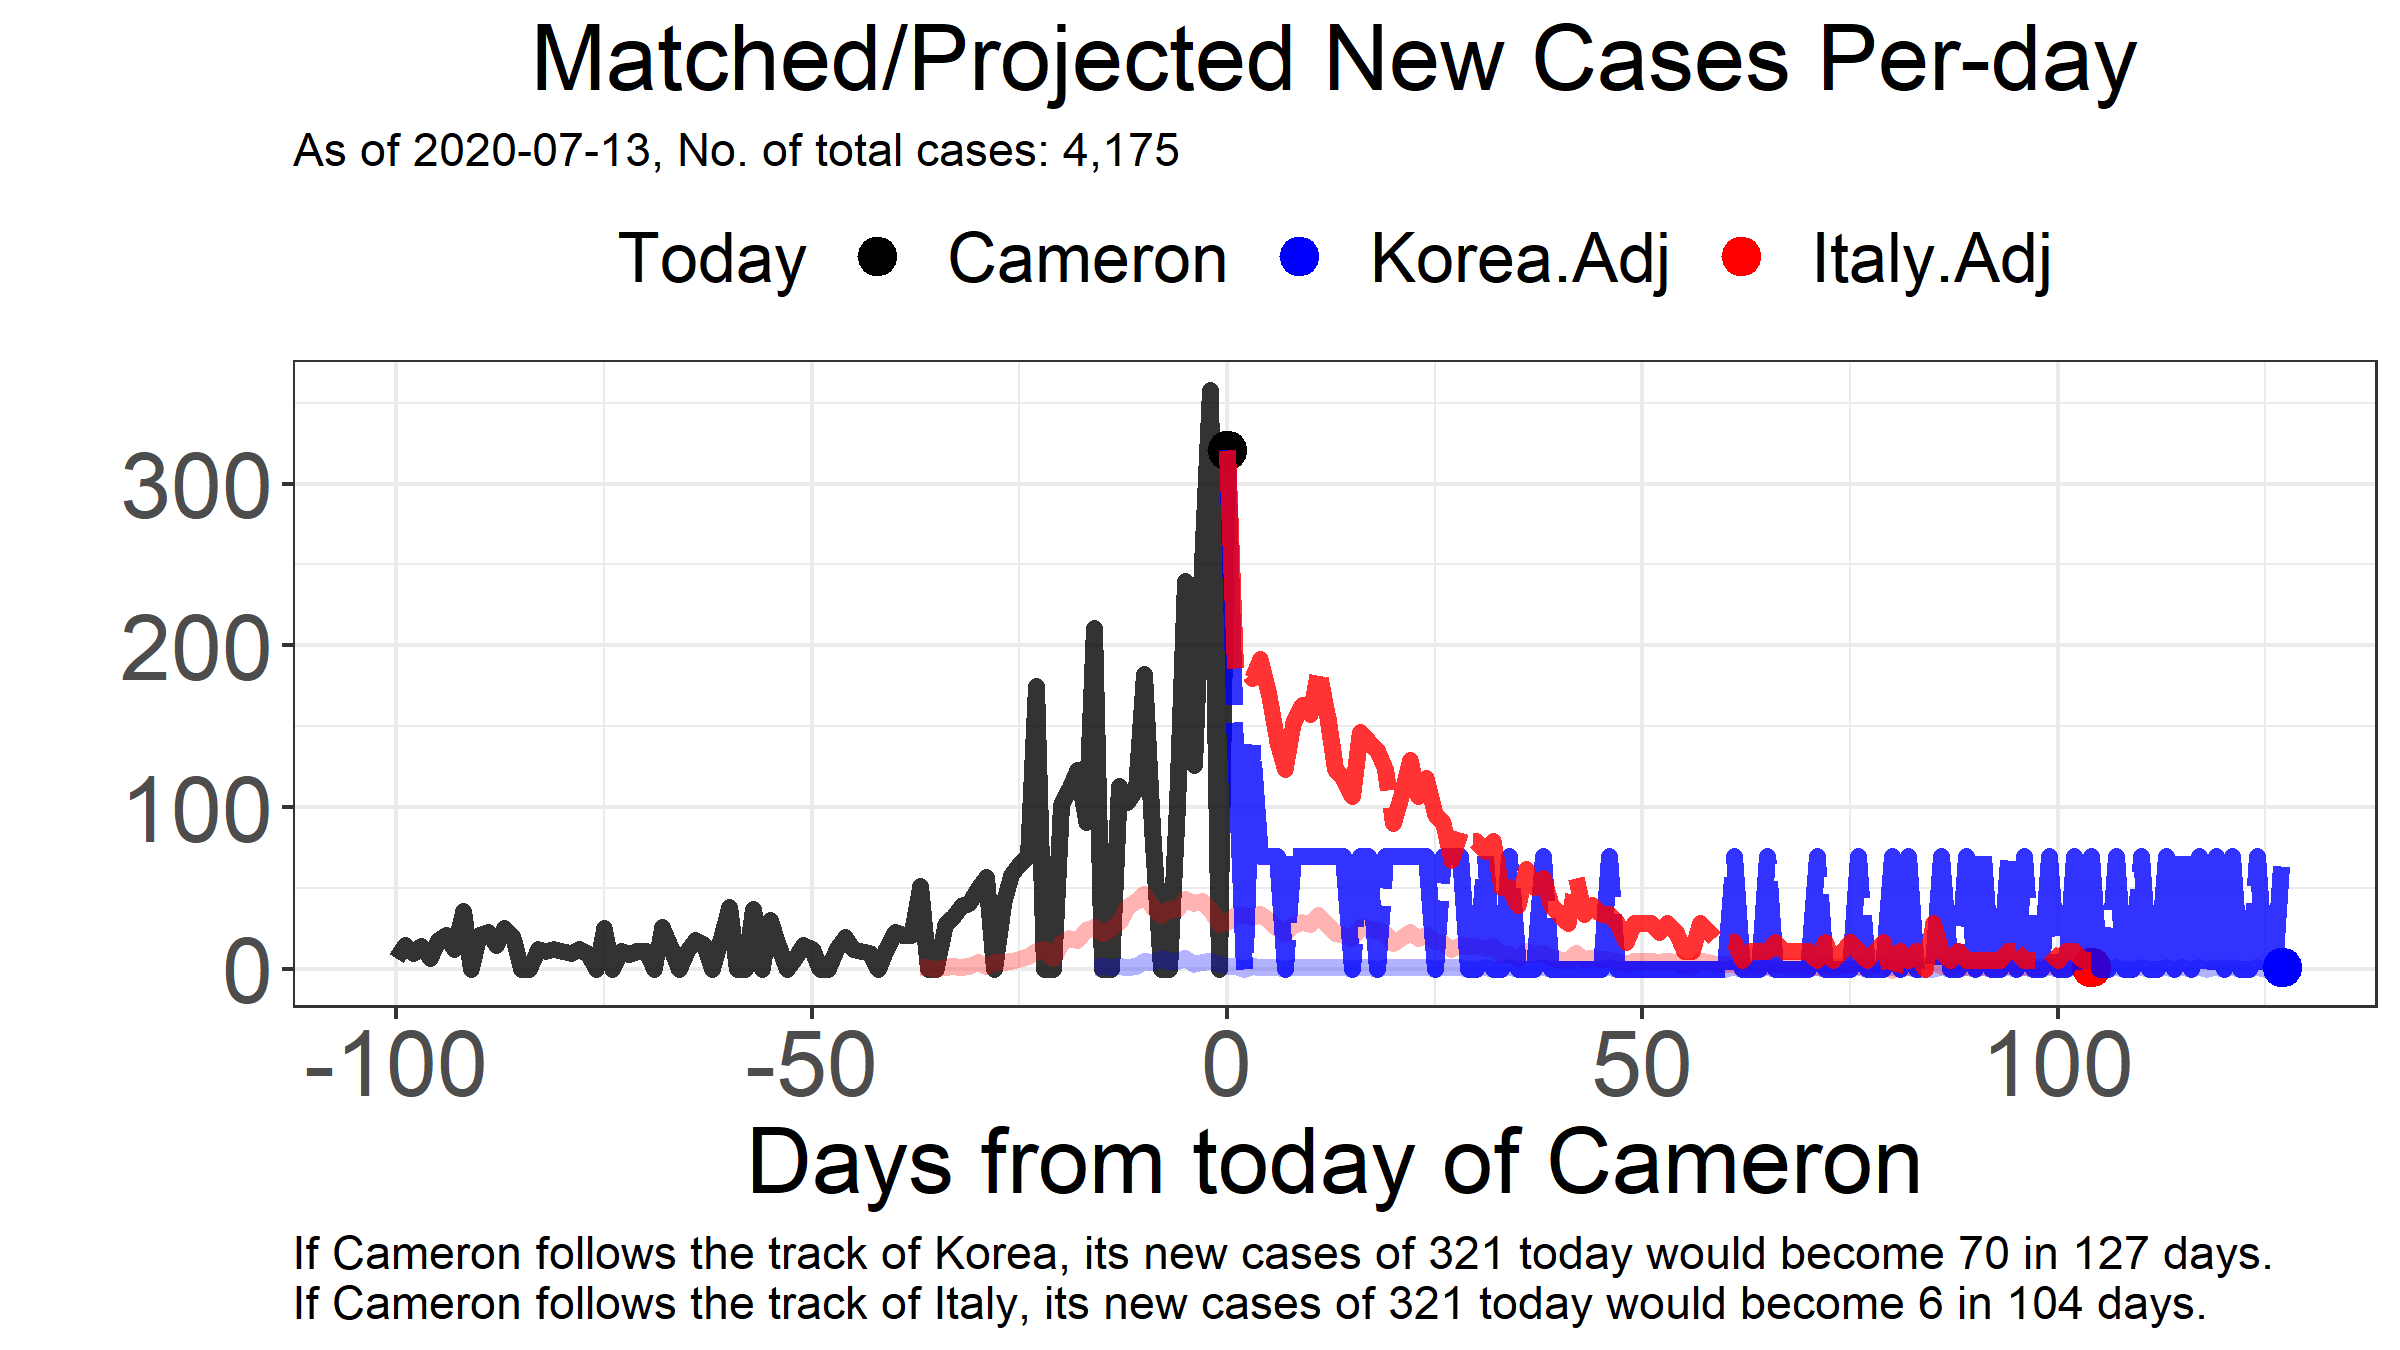 Matched/Projected New Cases Per-day
As of 2020-07-13, No. of total cases: 4,175
Today Cameron Korea.Adj Italy.Adj
300
200
100
0
-100 -50 0 50 100
Days from today of Cameron
If Cameron follows the track of Korea, its new cases of 321 today would become 70 in 127 days.
If Cameron follows the track of Italy, its new cases of 321 today would become 6 in 104 days.